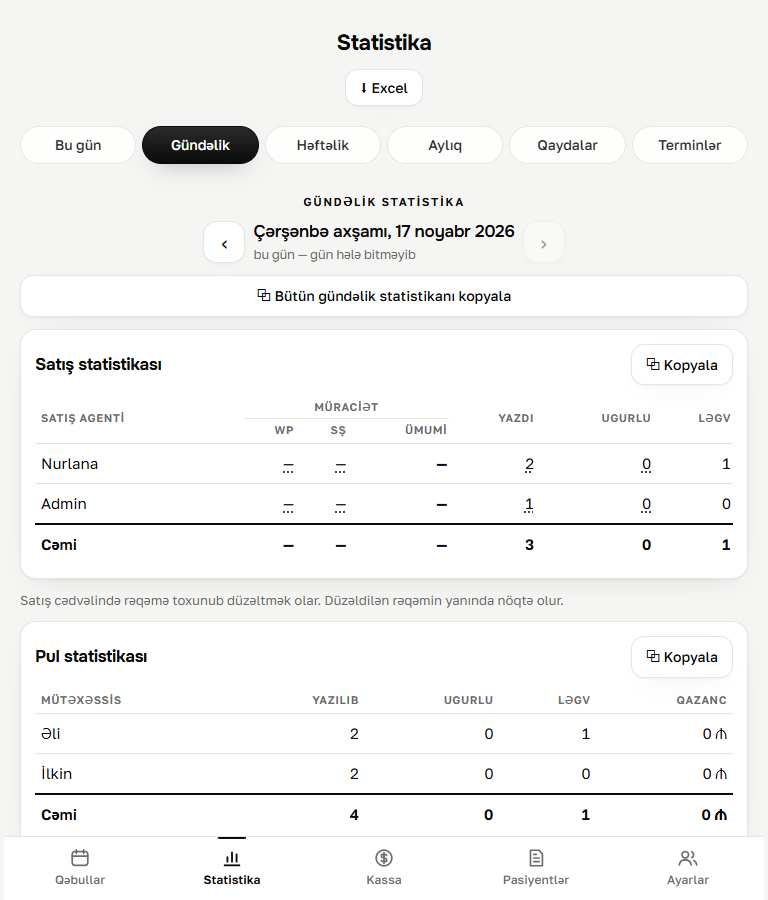 Statistika
⭳ Excel
Bu gün Gündəlik Həftəlik Aylıq Qaydalar Terminlər
GÜNDƏLİK STATİSTİKA
‹ Çərşənbə axşamı, 17 noyabr 2026 ›
bu gün — gün hələ bitməyib
Bütün gündəlik statistikanı kopyala
Satış statistikası Kopyala
SATIŞ AGENTİ MÜRACİƏT YAZDI UGURLU LƏGV
WP SŞ ÜMUMİ
Nurlana — — — 2 0 1
Admin — — — 1 0 0
Cəmi — — — 3 0 1
Satış cədvəlində rəqəmə toxunub düzəltmək olar. Düzəldilən rəqəmin yanında nöqtə olur.
Pul statistikası Kopyala
MÜTƏXƏSSİS YAZILIB UGURLU LƏGV QAZANC
Əli 2 0 1 0 ₼
İlkin 2 0 0 0 ₼
Cəmi 4 0 1 0 ₼
Qəbullar Statistika Kassa Pasiyentlər Ayarlar